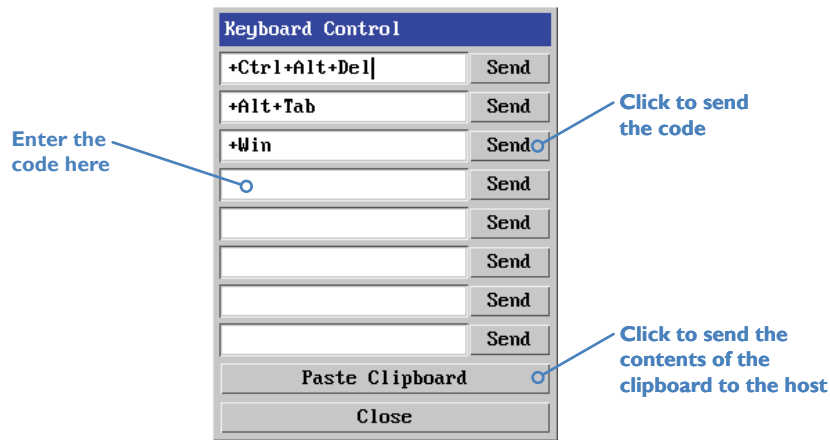 Keyboard Control
+Ctrl+Alt+Del Send
+Alt+Tab Send
+Win Send
Send
Send
Send
Send
Send
Paste Clipboard
Close
Enter the
code here
Click to send
the code
Click to send the
contents of the
clipboard to the host